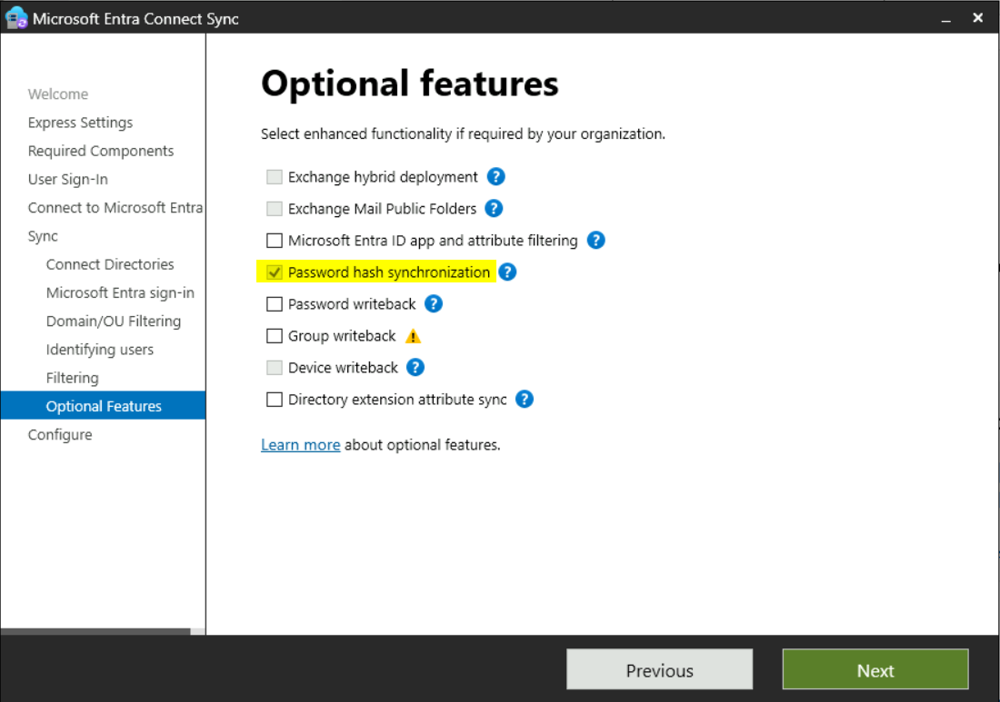 Microsoft Entra Connect Sync
Welcome
Express Settings
Required Components
User Sign-In
Connect to Microsoft Entra
Sync
Connect Directories
Microsoft Entra sign-in
Domain/OU Filtering
Identifying users
Filtering
Optional Features
Configure
Optional features
Select enhanced functionality if required by your organization.
Exchange hybrid deployment ?
Exchange Mail Public Folders ?
Microsoft Entra ID app and attribute filtering ?
Password hash synchronization ?
Password writeback ?
Group writeback
Device writeback ?
Directory extension attribute sync ?
Learn more about optional features.
Previous
Next